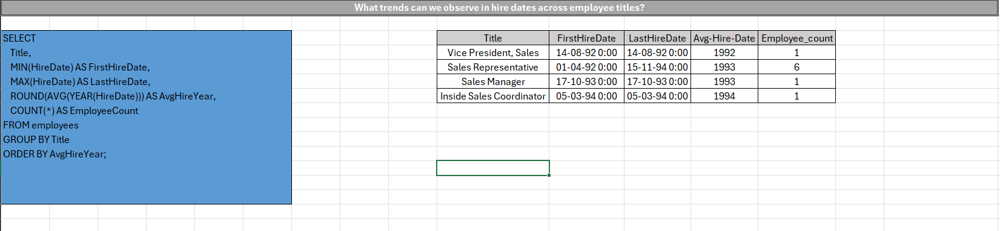 What trends can we observe in hire dates across employee titles?
SELECT
Title,
MIN(HireDate) AS FirstHireDate,
MAX(HireDate) AS LastHireDate,
ROUND(AVG(YEAR(HireDate))) AS AvgHireYear,
COUNT(*) AS EmployeeCount
FROM employees
GROUP BY Title
ORDER BY AvgHireYear;
Title FirstHireDate LastHireDate Avg-Hire-Date Employee_count
Vice President, Sales 14-08-92 0:00 14-08-92 0:00 1992 1
Sales Representative 01-04-92 0:00 15-11-94 0:00 1993 6
Sales Manager 17-10-93 0:00 17-10-93 0:00 1993 1
Inside Sales Coordinator 05-03-94 0:00 05-03-94 0:00 1994 1